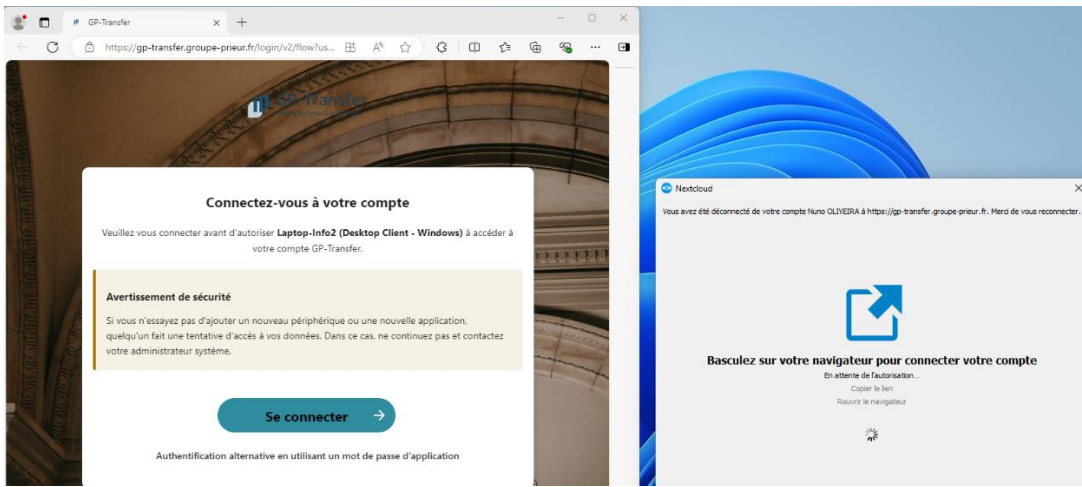 GP-Transfer
https://gp-transfer.groupe-prieur.fr/login/v2/flow?us...
GP-Transfer
Connectez-vous à votre compte
Veuillez vous connecter avant d'autoriser Laptop-Info2 (Desktop Client - Windows) à accéder à
votre compte GP-Transfer.
Avertissement de sécurité
Si vous n'essayez pas d'ajouter un nouveau périphérique ou une nouvelle application,
quelqu'un fait une tentative d'accès à vos données. Dans ce cas, ne continuez pas et contactez
votre administrateur système.
Se connecter
Authentification alternative en utilisant un mot de passe d'application
Nextcloud
Vous avez été déconnecté de votre compte Nuno OLIVEIRA à https://gp-transfer.groupe-prieur.fr. Merci de vous reconnecter.
Basculez sur votre navigateur pour connecter votre compte
En attente de l'autorisation...
Copier le lien
Rouvrir le navigateur